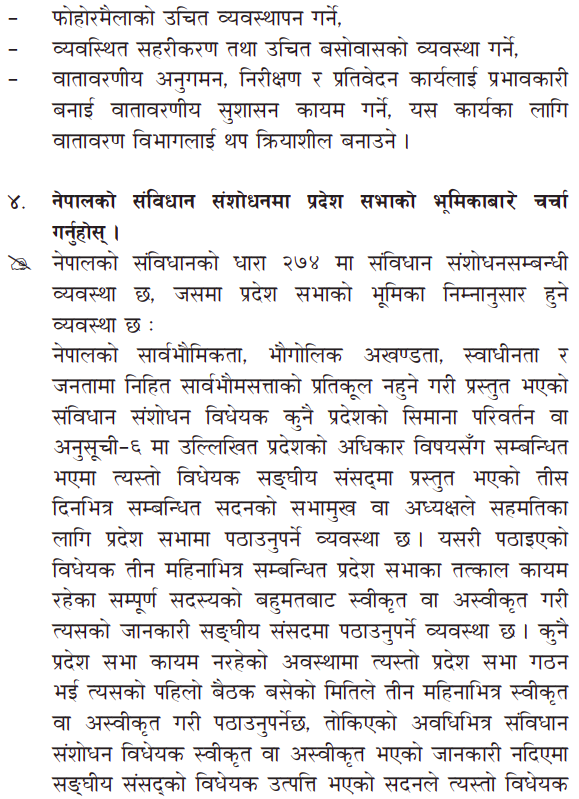 – फोहोरमैलाको उचित व्यवस्थापन गर्ने,
– व्यवस्थित सहरीकरण तथा उचित बसोवासको व्यवस्था गर्ने,
– वातावरणीय अनुगमन, निरीक्षण र प्रतिवेदन कार्यलाई प्रभावकारी
बनाई वातावरणीय सुशासन कायम गर्ने, यस कार्यका लागि
वातावरण विभागलाई थप क्रियाशील बनाउने ।
४. नेपालको संविधान संशोधनमा प्रदेश सभाको भूमिकाबारे चर्चा
गर्नुहोस् ।
नेपालको संविधानको धारा २७४ मा संविधान संशोधनसम्बन्धी
व्यवस्था छ, जसमा प्रदेश सभाको भूमिका निम्नानुसार हुने
व्यवस्था छ :
नेपालको सार्वभौमिकता, भौगोलिक अखण्डता, स्वाधीनता र
जनतामा निहित सार्वभौमसत्ताको प्रतिकूल नहुने गरी प्रस्तुत भएको
संविधान संशोधन विधेयक कुनै प्रदेशको सिमाना परिवर्तन वा
अनुसूची–६ मा उल्लिखित प्रदेशको अधिकार विषयसँग सम्बन्धित
भएमा त्यस्तो विधेयक सङ्घीय संसद्मा प्रस्तुत भएको तीस
दिनभित्र सम्बन्धित सदनको सभामुख वा अध्यक्षले सहमतिका
लागि प्रदेश सभामा पठाउनुपर्ने व्यवस्था छ । यसरी पठाइएको
विधेयक तीन महिनाभित्र सम्बन्धित प्रदेश सभाका तत्काल कायम
रहेका सम्पूर्ण सदस्यको बहुमतबाट स्वीकृत वा अस्वीकृत गरी
त्यसको जानकारी सङ्घीय संसदमा पठाउनुपर्ने व्यवस्था छ । कुनै
प्रदेश सभा कायम नरहेको अवस्थामा त्यस्तो प्रदेश सभा गठन
भई त्यसको पहिलो बैठक बसेको मितिले तीन महिनाभित्र स्वीकृत
वा अस्वीकृत गरी पठाउनुपर्नेछ, तोकिएको अवधिभित्र संविधान
संशोधन विधेयक स्वीकृत वा अस्वीकृत भएको जानकारी नदिएमा
सङ्घीय संसद्को विधेयक उत्पत्ति भएको सदनले त्यस्तो विधेयक